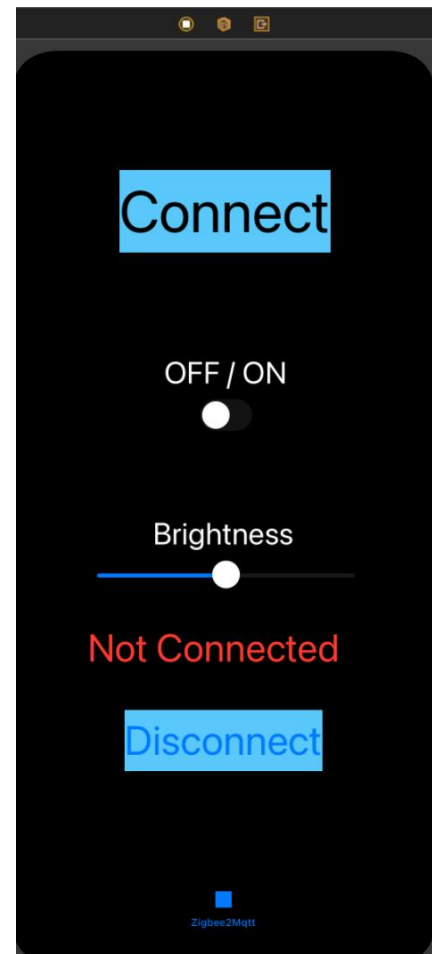 Connect
OFF / ON
Brightness
Not Connected
Disconnect
Zigbee2Mqtt